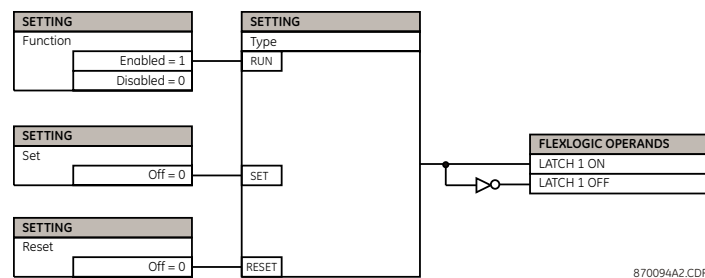 SETTING
Function
Enabled = 1
Disabled = 0
SETTING
Set
Off = 0
SETTING
Reset
Off = 0
SETTING
Type
RUN
SET
RESET
FLEXLOGIC OPERANDS
LATCH 1 ON
LATCH 1 OFF
870094A2.CDR